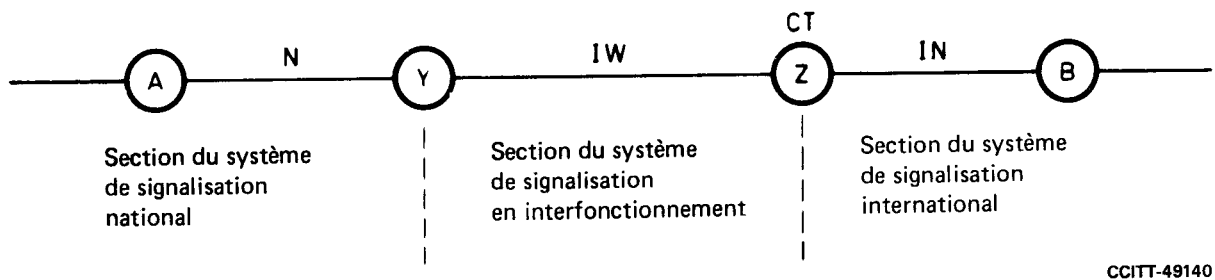 CT
N
IW
IN
A
Y
Z
B
Section du système
de signalisation
national
Section du système
de signalisation
en interfonctionnement
Section du système
de signalisation
international
CCITT-49140